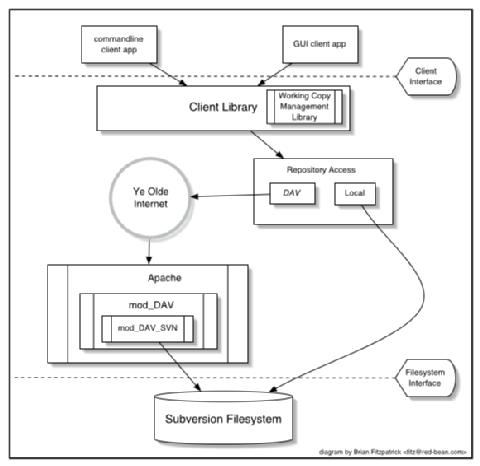 commandline
client app
GUI client app
Client
Interface
Client Library
Working Copy
Management
Library
Repository Access
DAV
Local
Ye Olde
Internet
Apache
mod_DAV
mod_DAV_SVN
Filesystem
Interface
Subversion Filesystem
diagram by Brian Fitzpatrick <fitz@red-bean.com>